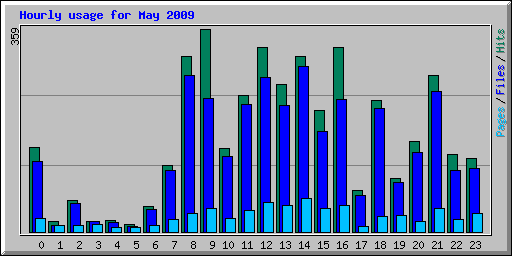 Hourly usage for May 2009
359
Pages / Files / Hits
0 1 2 3 4 5 6 7 8 9 10 11 12 13 14 15 16 17 18 19 20 21 22 23